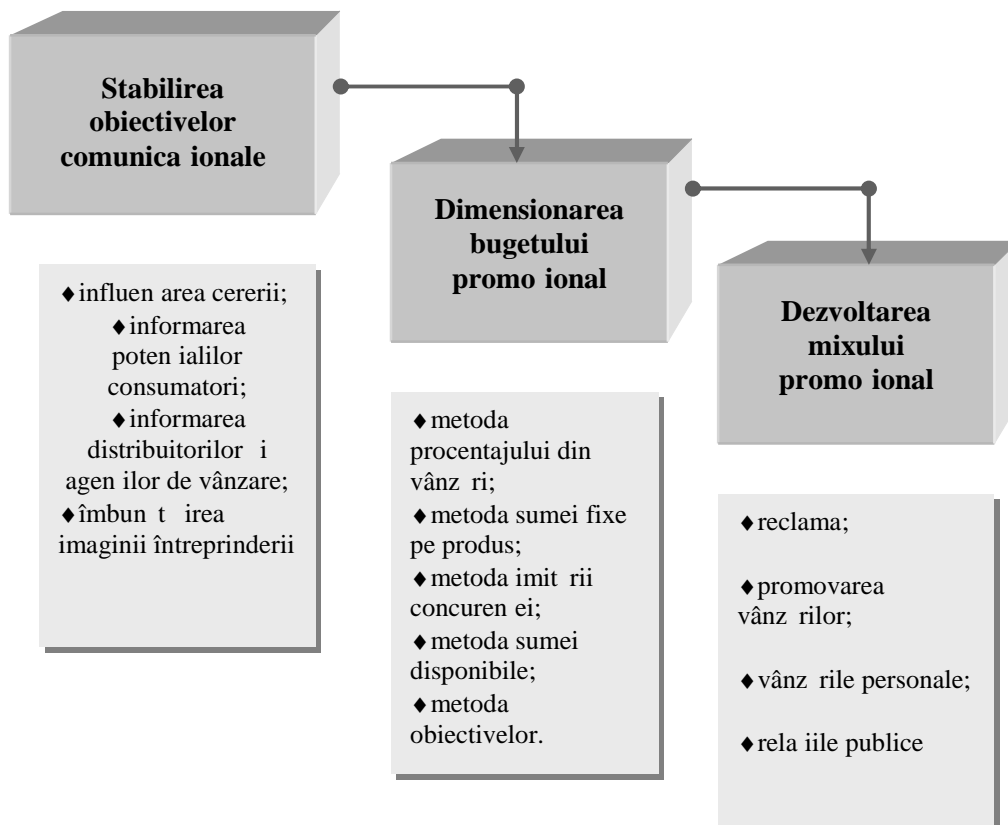 Stabilirea
obiectivelor
comunica ionale
♦influen area cererii;
♦informarea
poten ialilor
consumatori;
♦informarea
distribuitorilor i
agen ilor de vânzare;
♦îmbun t irea
imaginii întreprinderii
Dimensionarea
bugetului
promo ional
♦metoda
procentajului din
vânz ri;
♦metoda sumei fixe
pe produs;
♦metoda imit rii
concuren ei;
♦metoda sumei
disponibile;
♦metoda
obiectivelor.
Dezvoltarea
mixului
promo ional
♦reclama;
♦promovarea
vânz rilor;
♦vânz rile personale;
♦rela iile publice